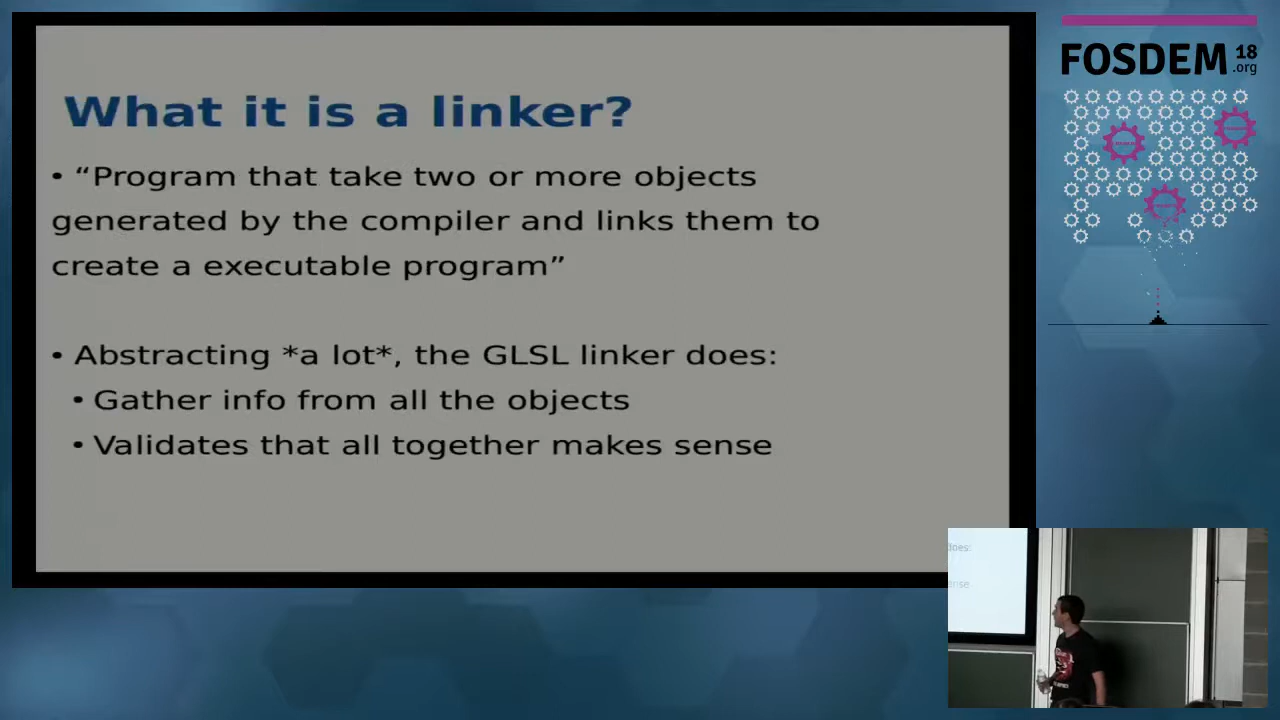 What it is a linker?
• “Program that take two or more objects
generated by the compiler and links them to
create a executable program”
• Abstracting *a lot*, the GLSL linker does:
• Gather info from all the objects
• Validates that all together makes sense
FOSDEM 18
.org
does:
ense